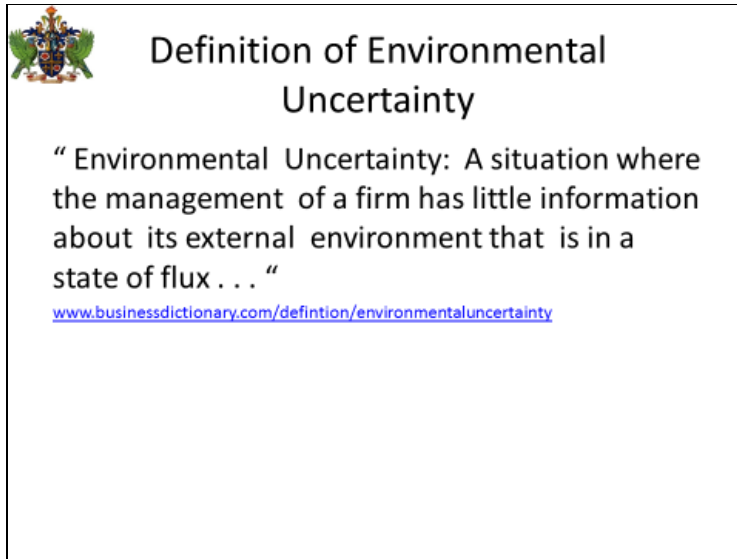 Definition of Environmental
Uncertainty
“ Environmental Uncertainty: A situation where
the management of a firm has little information
about its external environment that is in a
state of flux . . . “
www.businessdictionary.com/defintion/environmentaluncertainty